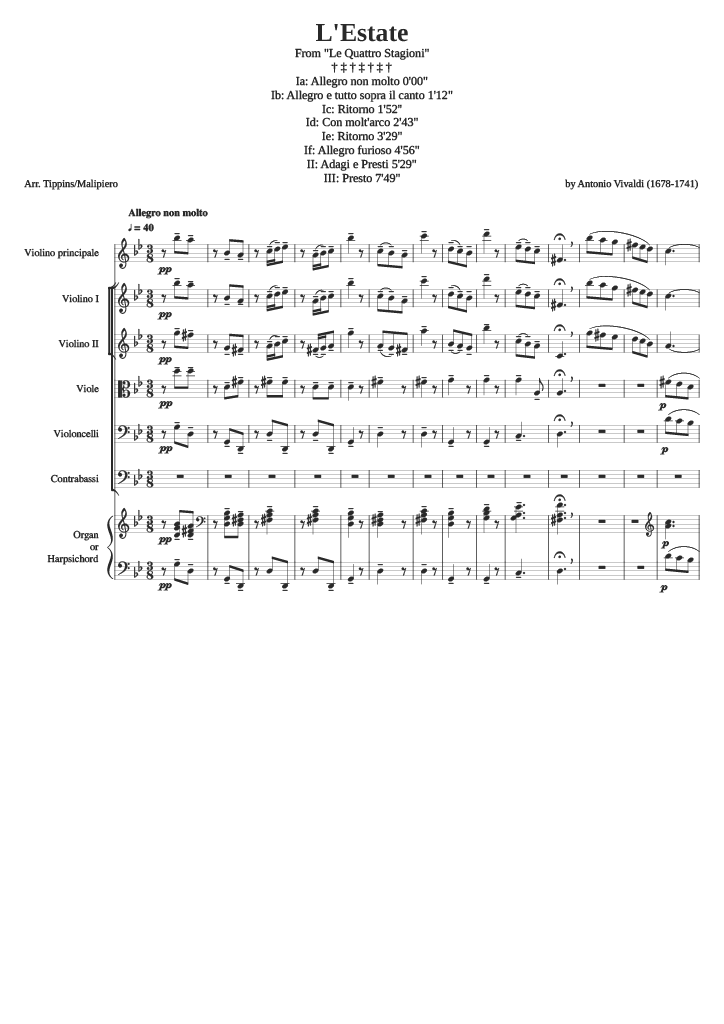 L'Estate
From "Le Quattro Stagioni"
†‡†‡†‡†
Ia: Allegro non molto 0'00"
Ib: Allegro e tutto sopra il canto 1'12"
Ic: Ritorno 1'52"
Id: Con molt'arco 2'43"
Ie: Ritorno 3'29"
If: Allegro furioso 4'56"
II: Adagi e Presti 5'29"
III: Presto 7'49"
Arr. Tippins/Malipiero
by Antonio Vivaldi (1678-1741)
Allegro non molto
♩ = 40
Violino principale
pp
Violino I
pp
Violino II
pp
Viole
pp
p
Violoncelli
pp
p
Contrabassi
Organ
or
Harpsichord
pp
p
pp
p